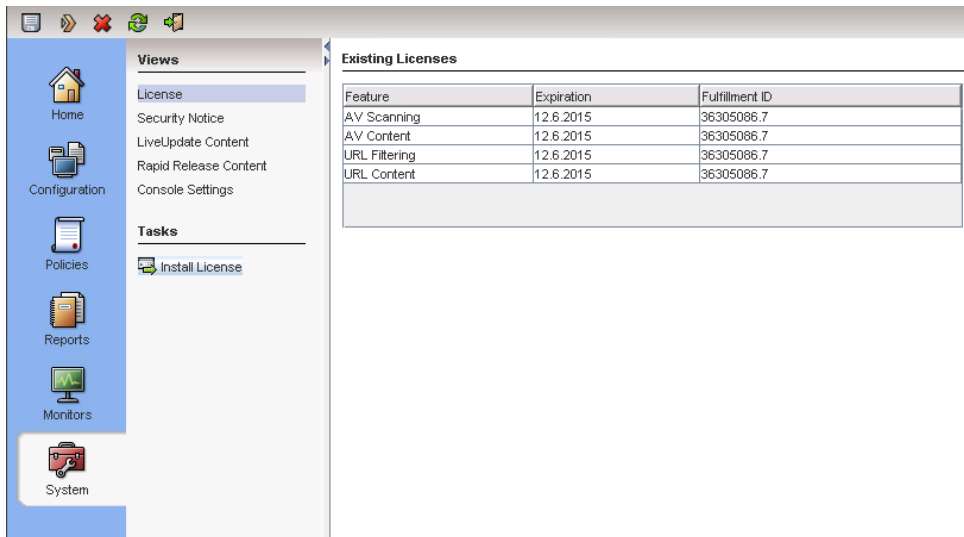 Home
Configuration
Policies
Reports
Monitors
System
Views
License
Security Notice
LiveUpdate Content
Rapid Release Content
Console Settings
Tasks
Install License
Existing Licenses
Feature Expiration Fulfillment ID
AV Scanning 12.6.2015 36305086.7
AV Content 12.6.2015 36305086.7
URL Filtering 12.6.2015 36305086.7
URL Content 12.6.2015 36305086.7